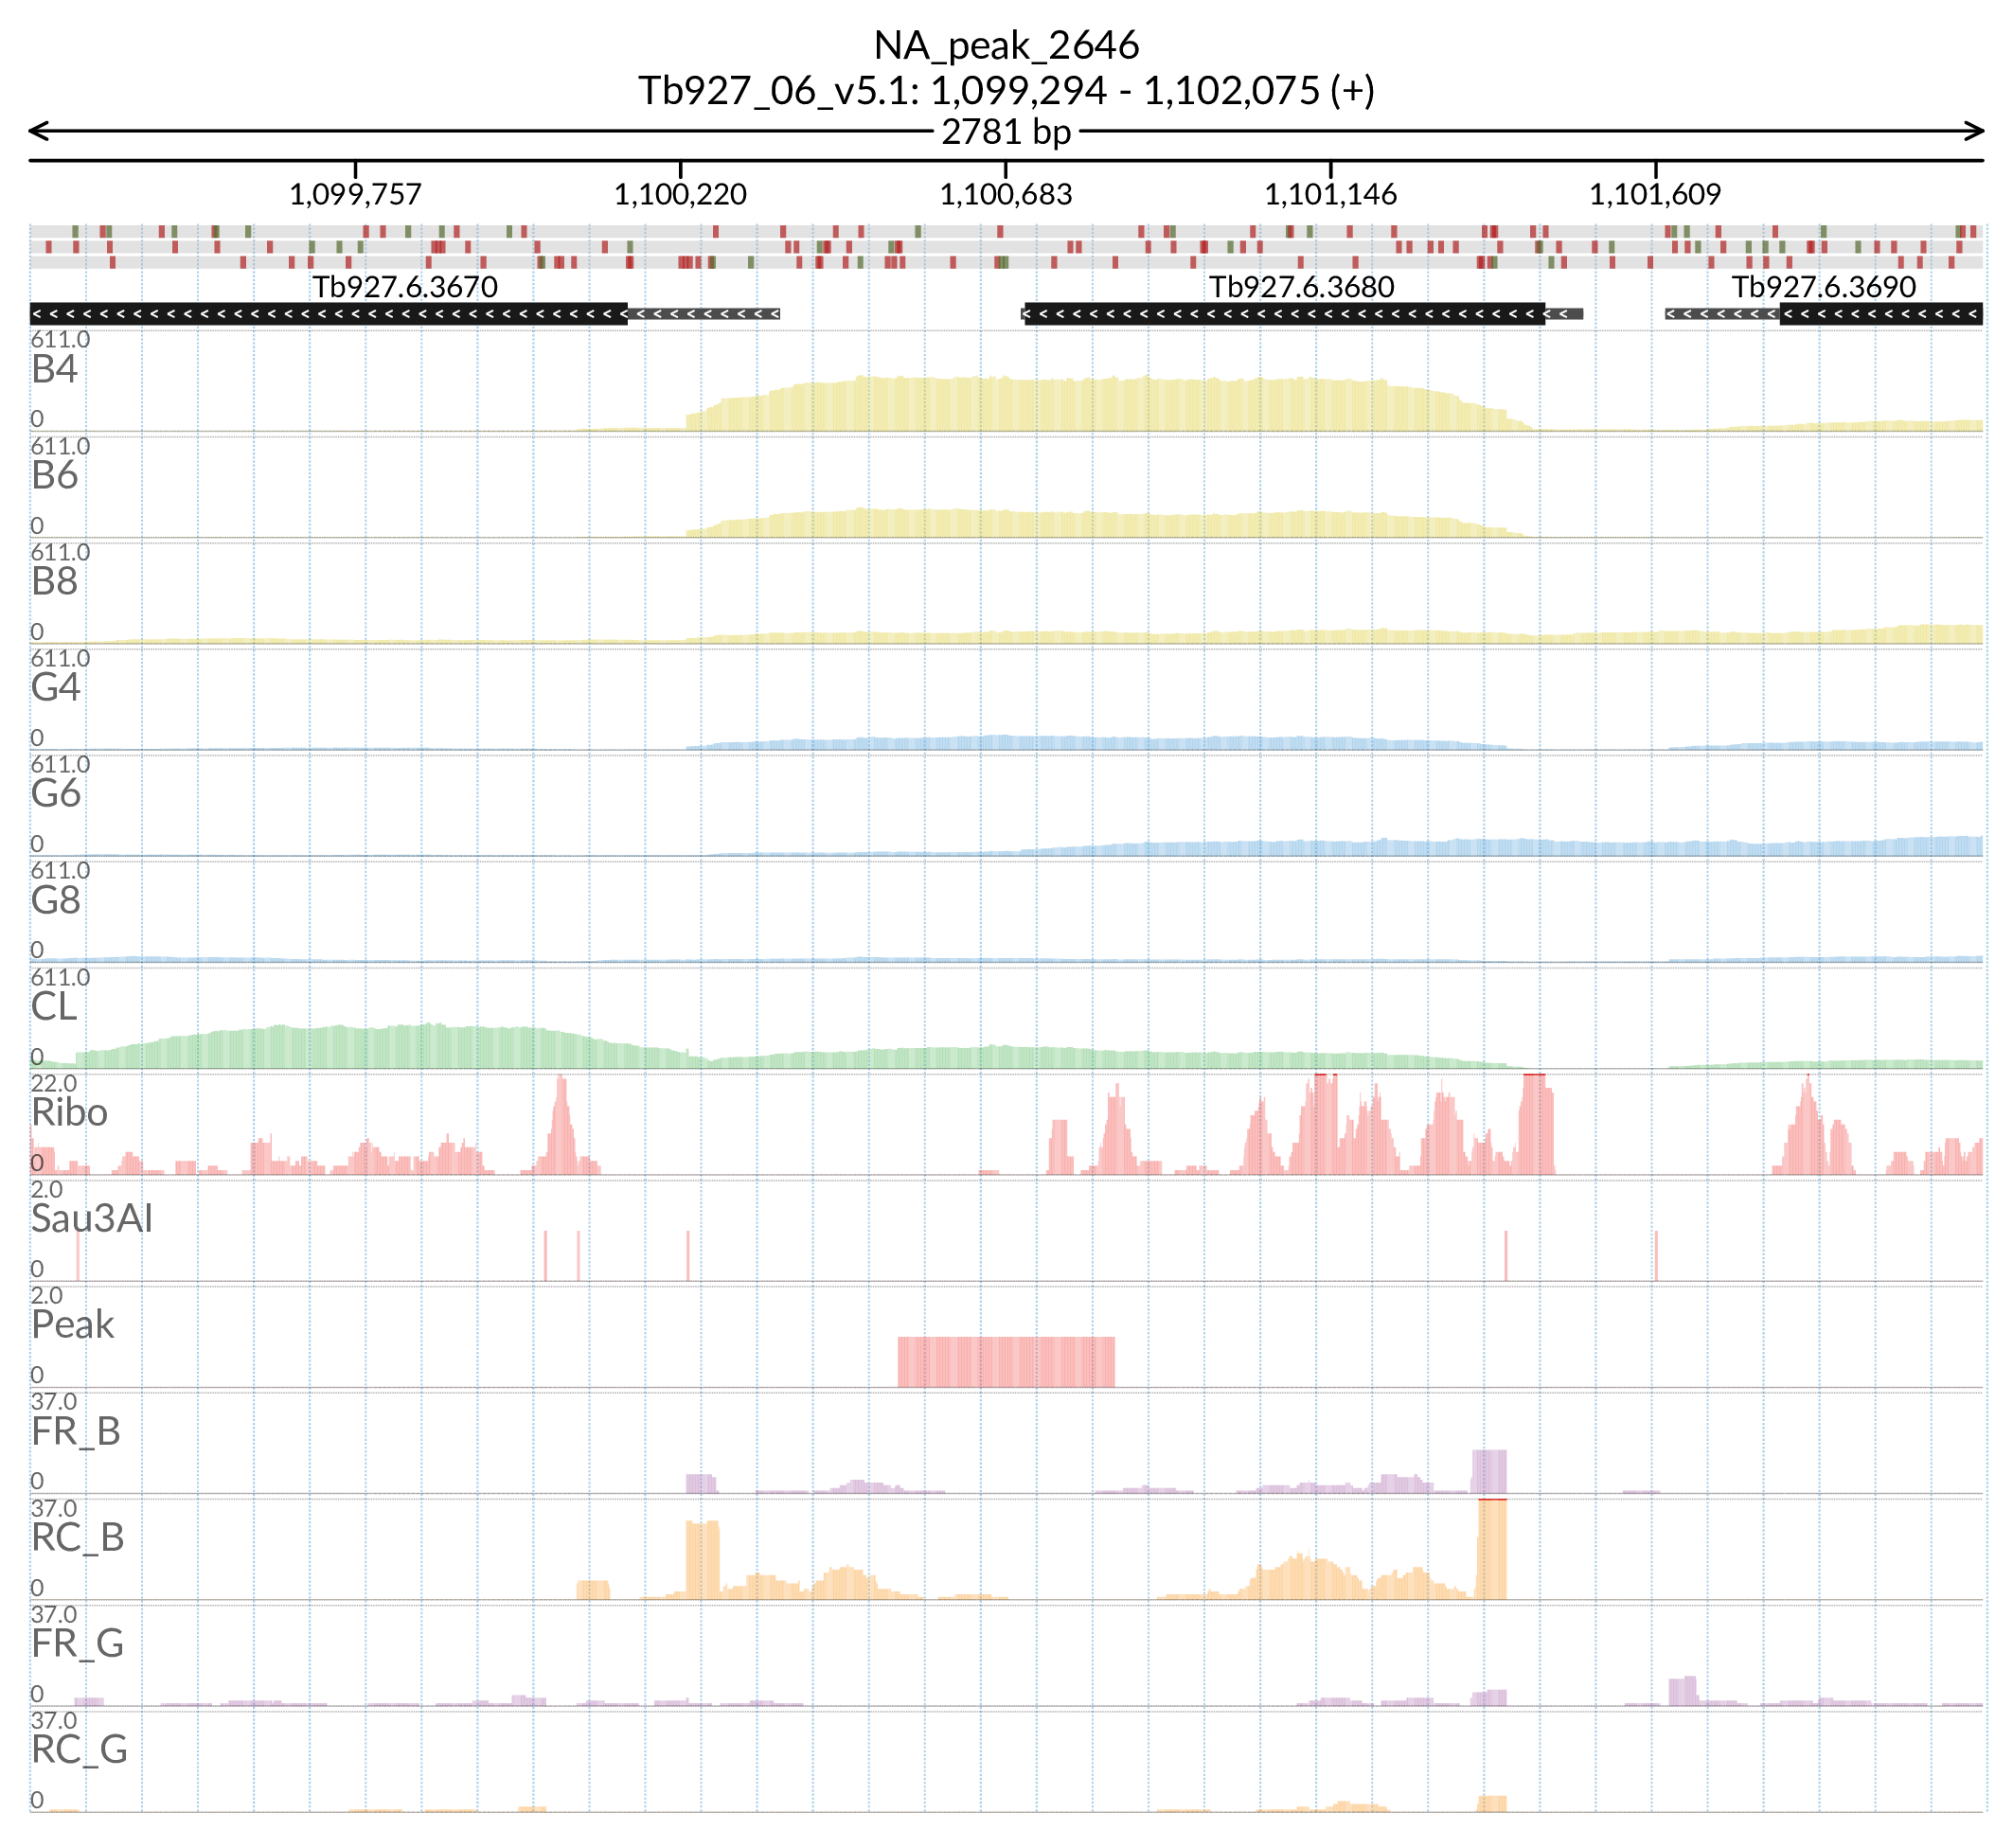 NA_peak_2646
Tb927_06_v5.1: 1,099,294 - 1,102,075 (+)
2781 bp
1,099,757 1,100,220 1,100,683 1,101,146 1,101,609
Tb927.6.3670 Tb927.6.3680 Tb927.6.3690
611.0
B4
0
611.0
B6
0
611.0
B8
0
611.0
G4
0
611.0
G6
0
611.0
G8
0
611.0
CL
0
22.0
Ribo
0
2.0
Sau3AI
0
2.0
Peak
0
37.0
FR_B
0
37.0
RC_B
0
37.0
FR_G
0
37.0
RC_G
0